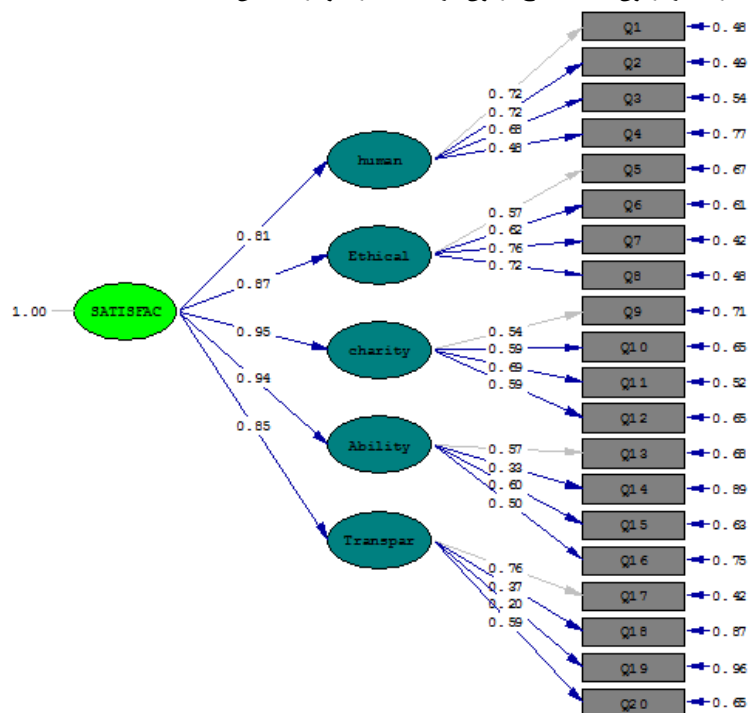 Q1 0.48
Q2 0.49
0.72
0.72
Q3 0.54
0.68
0.48
Q4 0.77
human
Q5 0.67
Q6 0.61
0.57
0.62
0.81
Q7 0.42
0.76
Ethical
0.72
Q8 0.48
0.87
1.00
SATISFAC
Q9 0.71
0.54
Q10 0.65
0.95
charity
0.59
0.69
Q11 0.52
0.59
0.94
Q12 0.65
0.85
Ability
0.57
Q13 0.68
0.33
0.60
Q14 0.89
0.50
Q15 0.63
Transpar
Q16 0.75
0.76
0.37
Q17 0.42
0.20
0.59
Q18 0.87
Q19 0.96
Q20 0.65